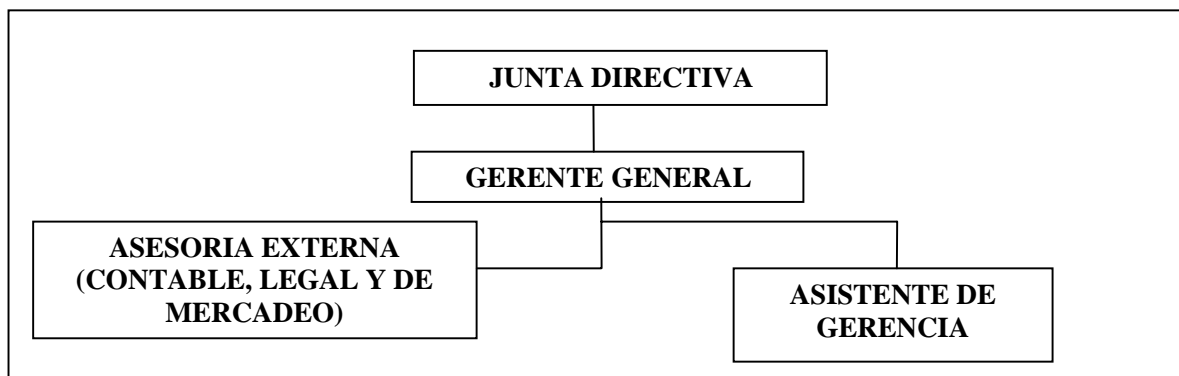 JUNTA DIRECTIVA
GERENTE GENERAL
ASESORIA EXTERNA
(CONTABLE, LEGAL Y DE
MERCADEO)
ASISTENTE DE
GERENCIA